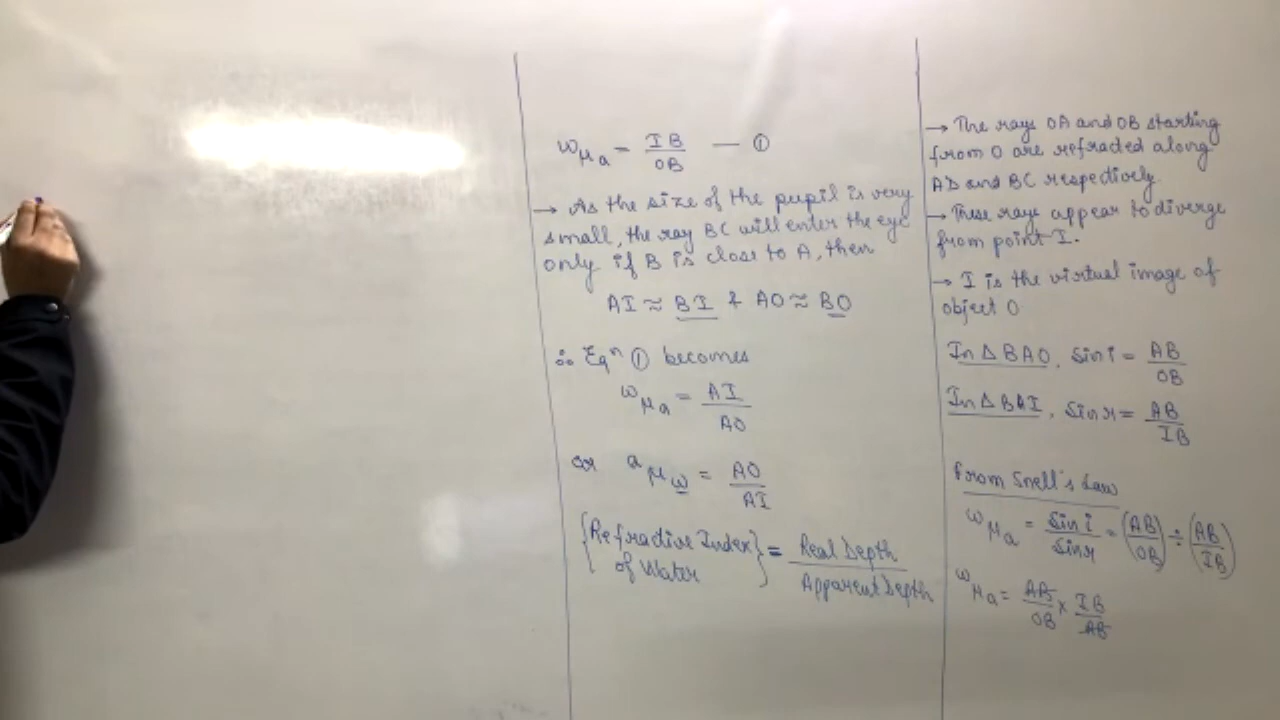 wμa = IB/OB — ①
→ As the size of the pupil is very
small, the ray BC will enter the eye
only if B is close to A, then
AI ≈ BI & AO ≈ BO
∴ Eqⁿ ① becomes
wμa = AI/AO
or aμw = AO/AI
{Refractive Index of Water} = Real Depth/Apparent Depth
→ The rays OA and OB starting
from O are refracted along
AD and BC respectively.
→ These rays appear to diverge
from point I.
→ I is the virtual image of
object O
In △ BAO, Sin i = AB/OB
In △ BAI, Sin r = AB/IB
From Snell's Law
wμa = Sin i/Sin r = (AB/OB) ÷ (AB/IB)
wμa = AB/OB × IB/AB